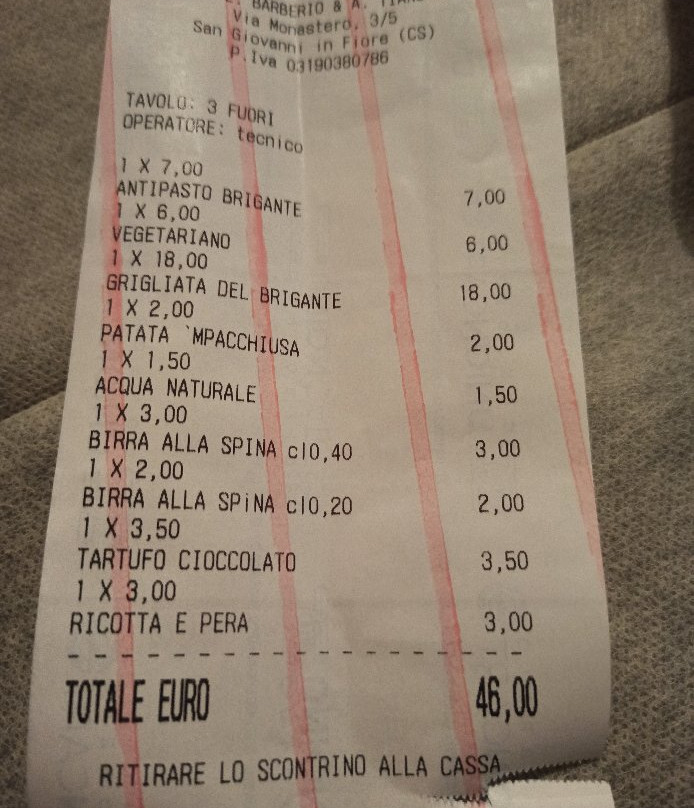 BARBERIO & A.
Via Monastero, 3/5
San Giovanni in Fiore (CS)
P.Iva 03190380786
TAVOLO: 3 FUORI
OPERATORE: tecnico
1 X 7,00
ANTIPASTO BRIGANTE 7,00
1 X 6,00
VEGETARIANO 6,00
1 X 18,00
GRIGLIATA DEL BRIGANTE 18,00
1 X 2,00
PATATA `MPACCHIUSA 2,00
1 X 1,50
ACQUA NATURALE 1,50
1 X 3,00
BIRRA ALLA SPINA cl0,40 3,00
1 X 2,00
BIRRA ALLA SPiNA cl0,20 2,00
1 X 3,50
TARTUFO CIOCCOLATO 3,50
1 X 3,00
RICOTTA E PERA 3,00
TOTALE EURO 46,00
RITIRARE LO SCONTRINO ALLA CASSA